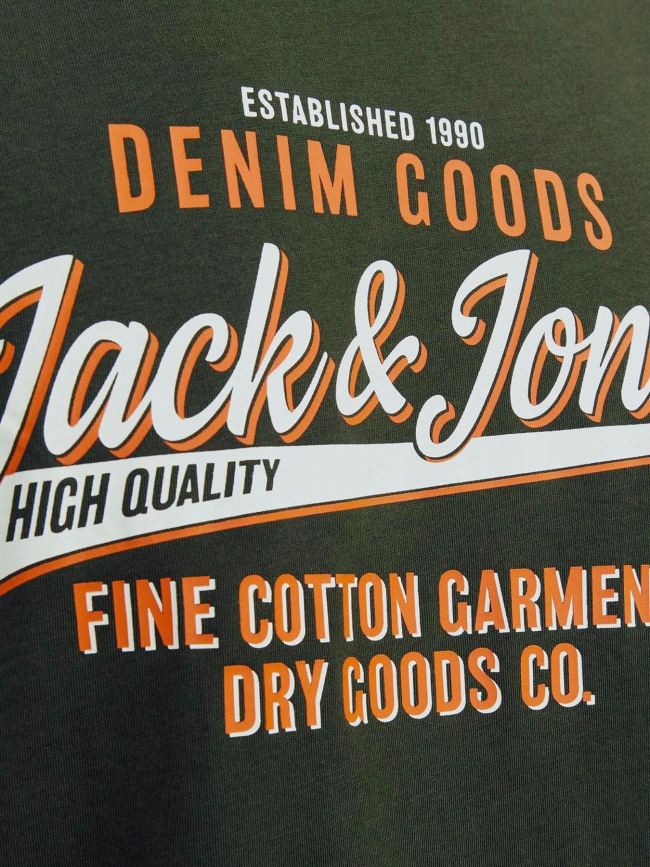 ESTABLISHED 1990
DENIM GOODS
Jack & Jon
HIGH QUALITY
FINE COTTON GARMEN
DRY GOODS CO.